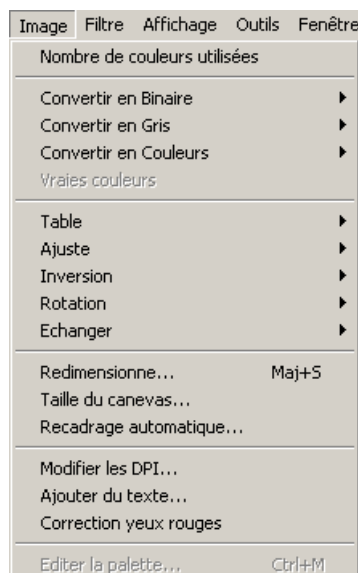 Image Filtre Affichage Outils Fenêtre
Nombre de couleurs utilisées
Convertir en Binaire
Convertir en Gris
Convertir en Couleurs
Vraies couleurs
Table
Ajuste
Inversion
Rotation
Echanger
Redimensionne... Maj+S
Taille du canevas...
Recadrage automatique...
Modifier les DPI...
Ajouter du texte...
Correction yeux rouges
Editer la palette... Ctrl+M